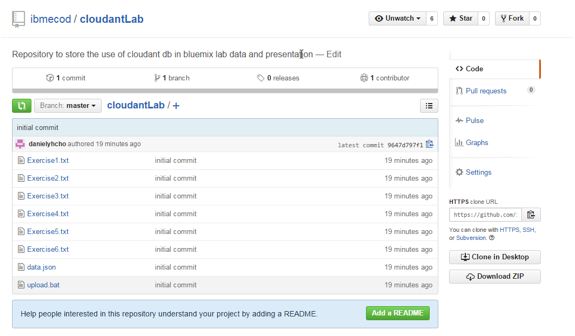 ibmecod / cloudantLab
Unwatch 6 Star 0 Fork 0
Repository to store the use of cloudant db in bluemix lab data and presentation — Edit
1 commit 1 branch 0 releases 1 contributor
Branch: master cloudantLab / +
initial commit
danielyhcho authored 19 minutes ago latest commit 9647d797f1
Exercise1.txt initial commit 19 minutes ago
Exercise2.txt initial commit 19 minutes ago
Exercise3.txt initial commit 19 minutes ago
Exercise4.txt initial commit 19 minutes ago
Exercise5.txt initial commit 19 minutes ago
Exercise6.txt initial commit 19 minutes ago
data.json initial commit 19 minutes ago
upload.bat initial commit 19 minutes ago
Help people interested in this repository understand your project by adding a README. Add a README
Code
Pull requests 0
Pulse
Graphs
Settings
HTTPS clone URL
https://github.com/
You can clone with HTTPS, SSH,
or Subversion.
Clone in Desktop
Download ZIP